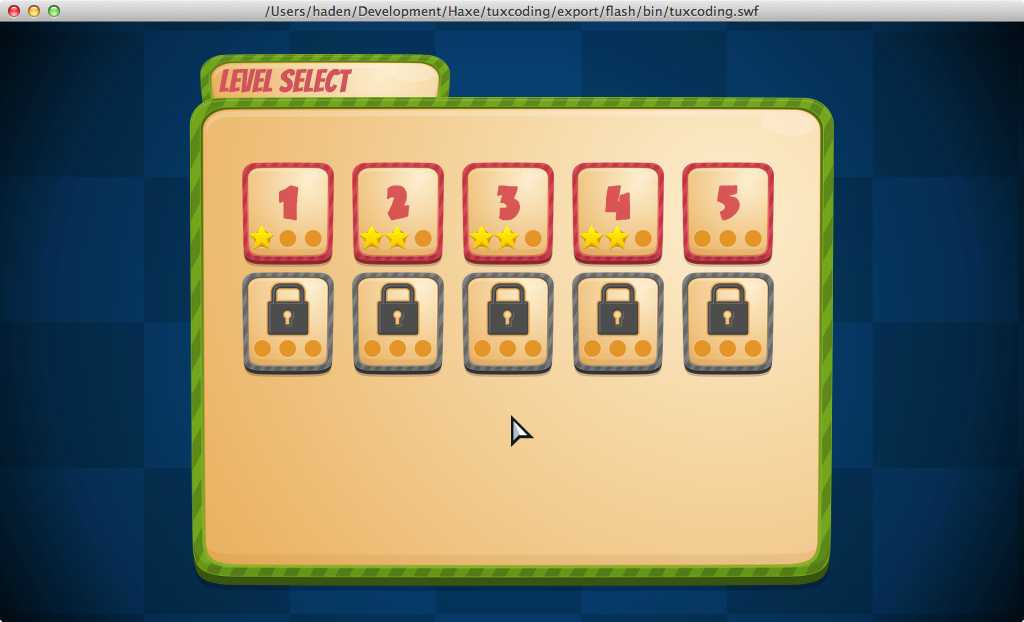 /Users/haden/Development/Haxe/tuxcoding/export/flash/bin/tuxcoding.swf
LEVEL SELECT
1 2 3 4 5